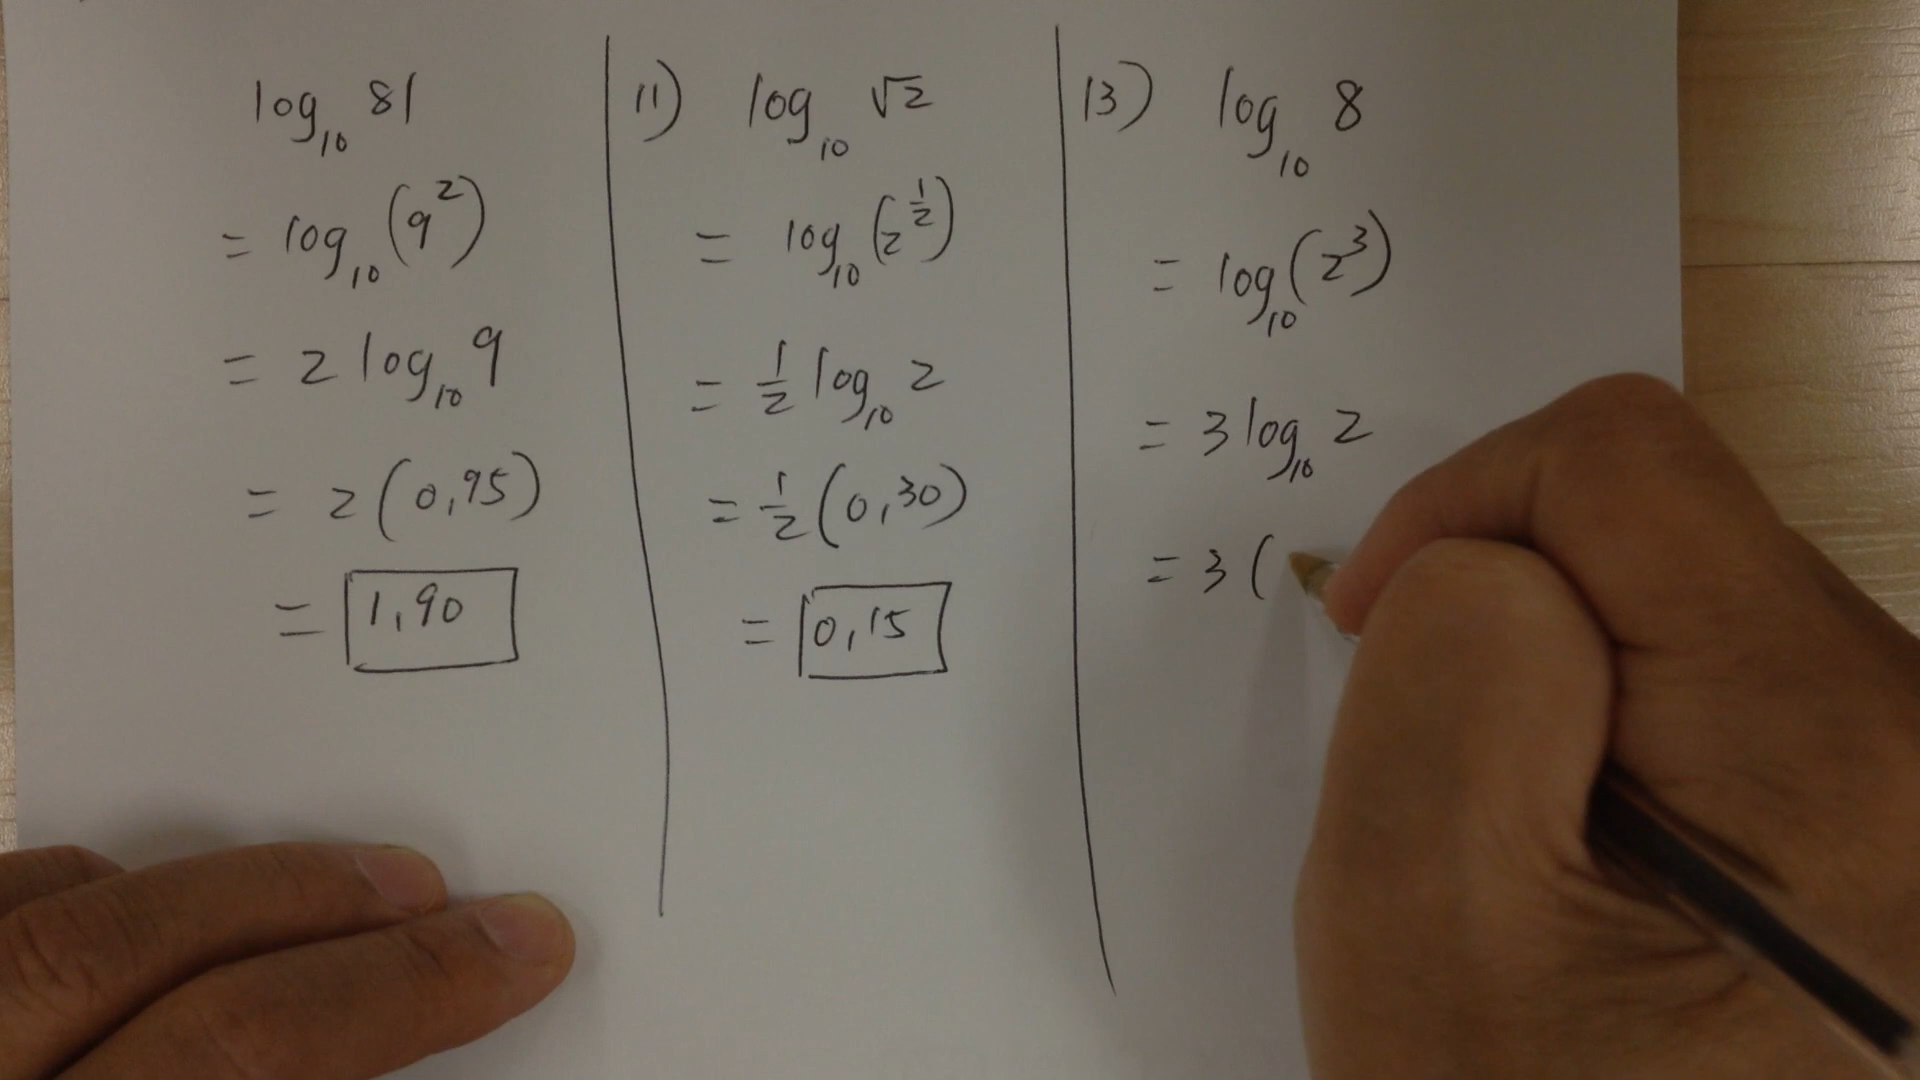 log₁₀ 81
= log₁₀ (9²)
= 2 log₁₀ 9
= 2 (0,95)
= 1,90
11) log₁₀ √2
= log₁₀ (2^½)
= ½ log₁₀ 2
= ½ (0,30)
= 0,15
13) log₁₀ 8
= log₁₀ (2³)
= 3 log₁₀ 2
= 3 (